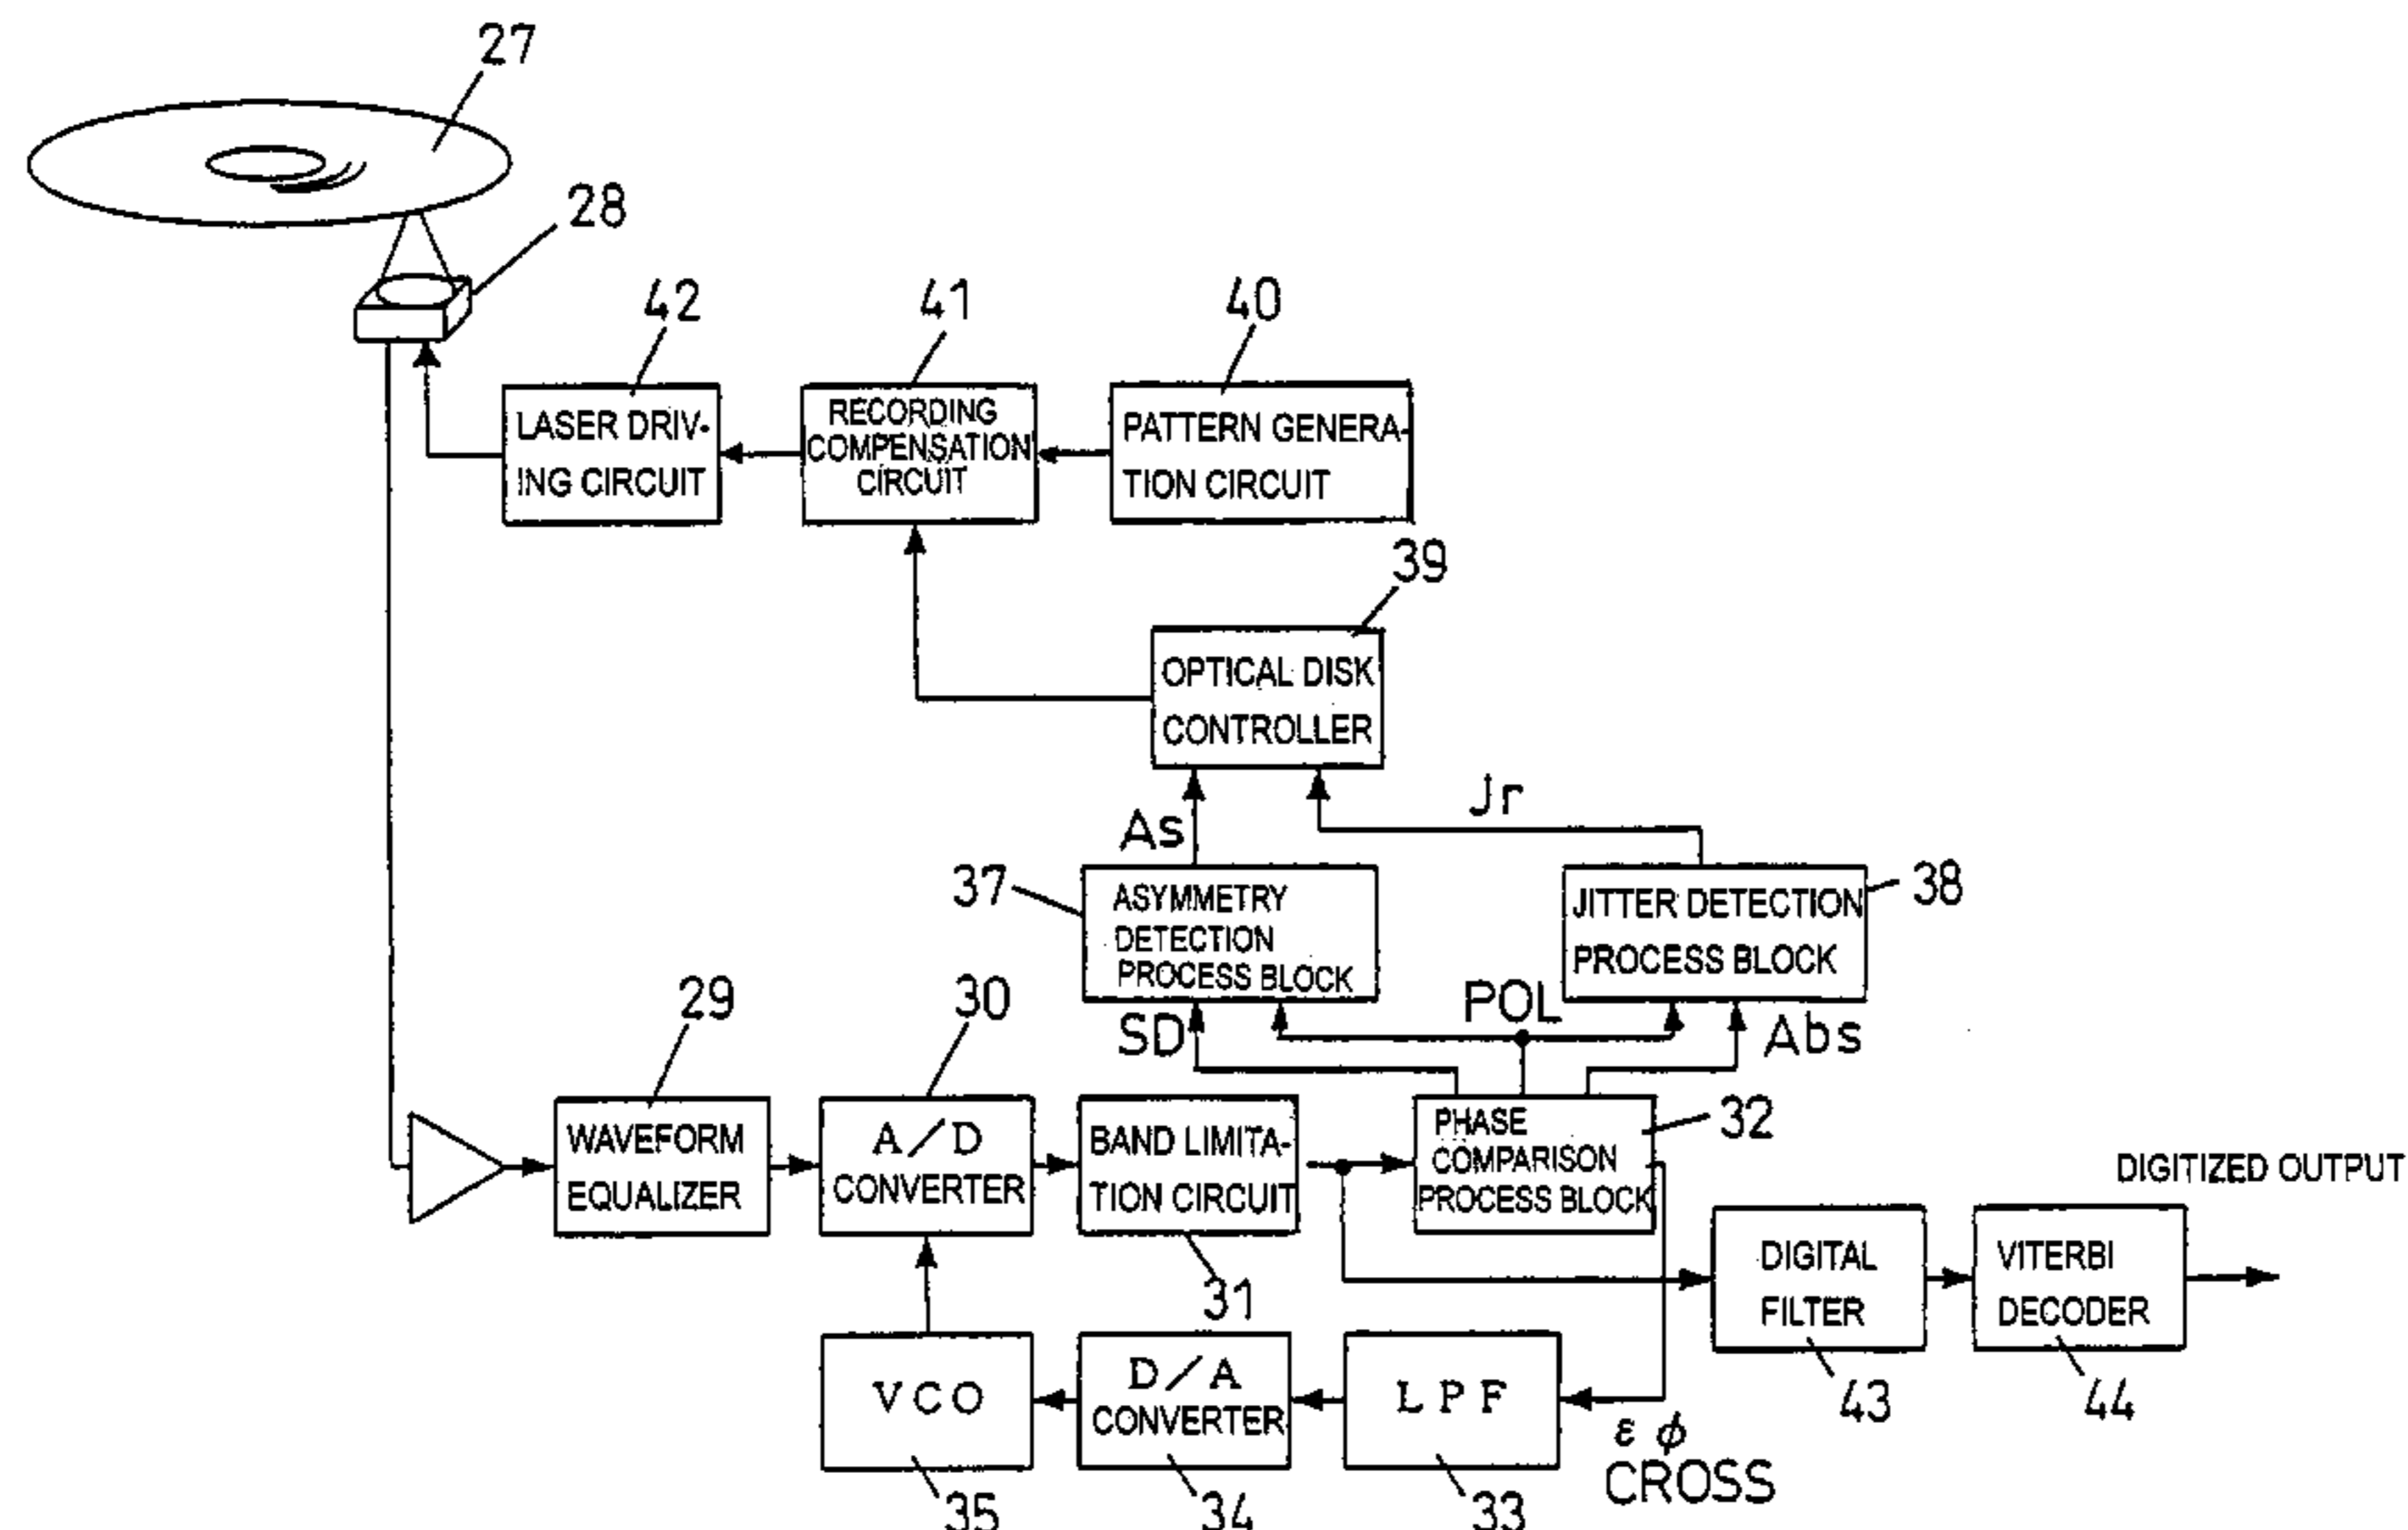 27
28
42
41
40
LASER DRIV-
ING CIRCUIT
RECORDING
COMPENSATION
CIRCUIT
PATTERN GENERA-
TION CIRCUIT
39
OPTICAL DISK
CONTROLLER
As
Jr
37
ASYMMETRY
DETECTION
PROCESS BLOCK
JITTER DETECTION
PROCESS BLOCK
38
SD
POL
Abs
29
30
WAVEFORM
EQUALIZER
A/D
CONVERTER
BAND LIMITA-
TION CIRCUIT
31
PHASE
COMPARISON
PROCESS BLOCK
32
DIGITIZED OUTPUT
DIGITAL
FILTER
43
VITERBI
DECODER
44
VCO
35
D/A
CONVERTER
34
LPF
33
ε ϕ
CROSS